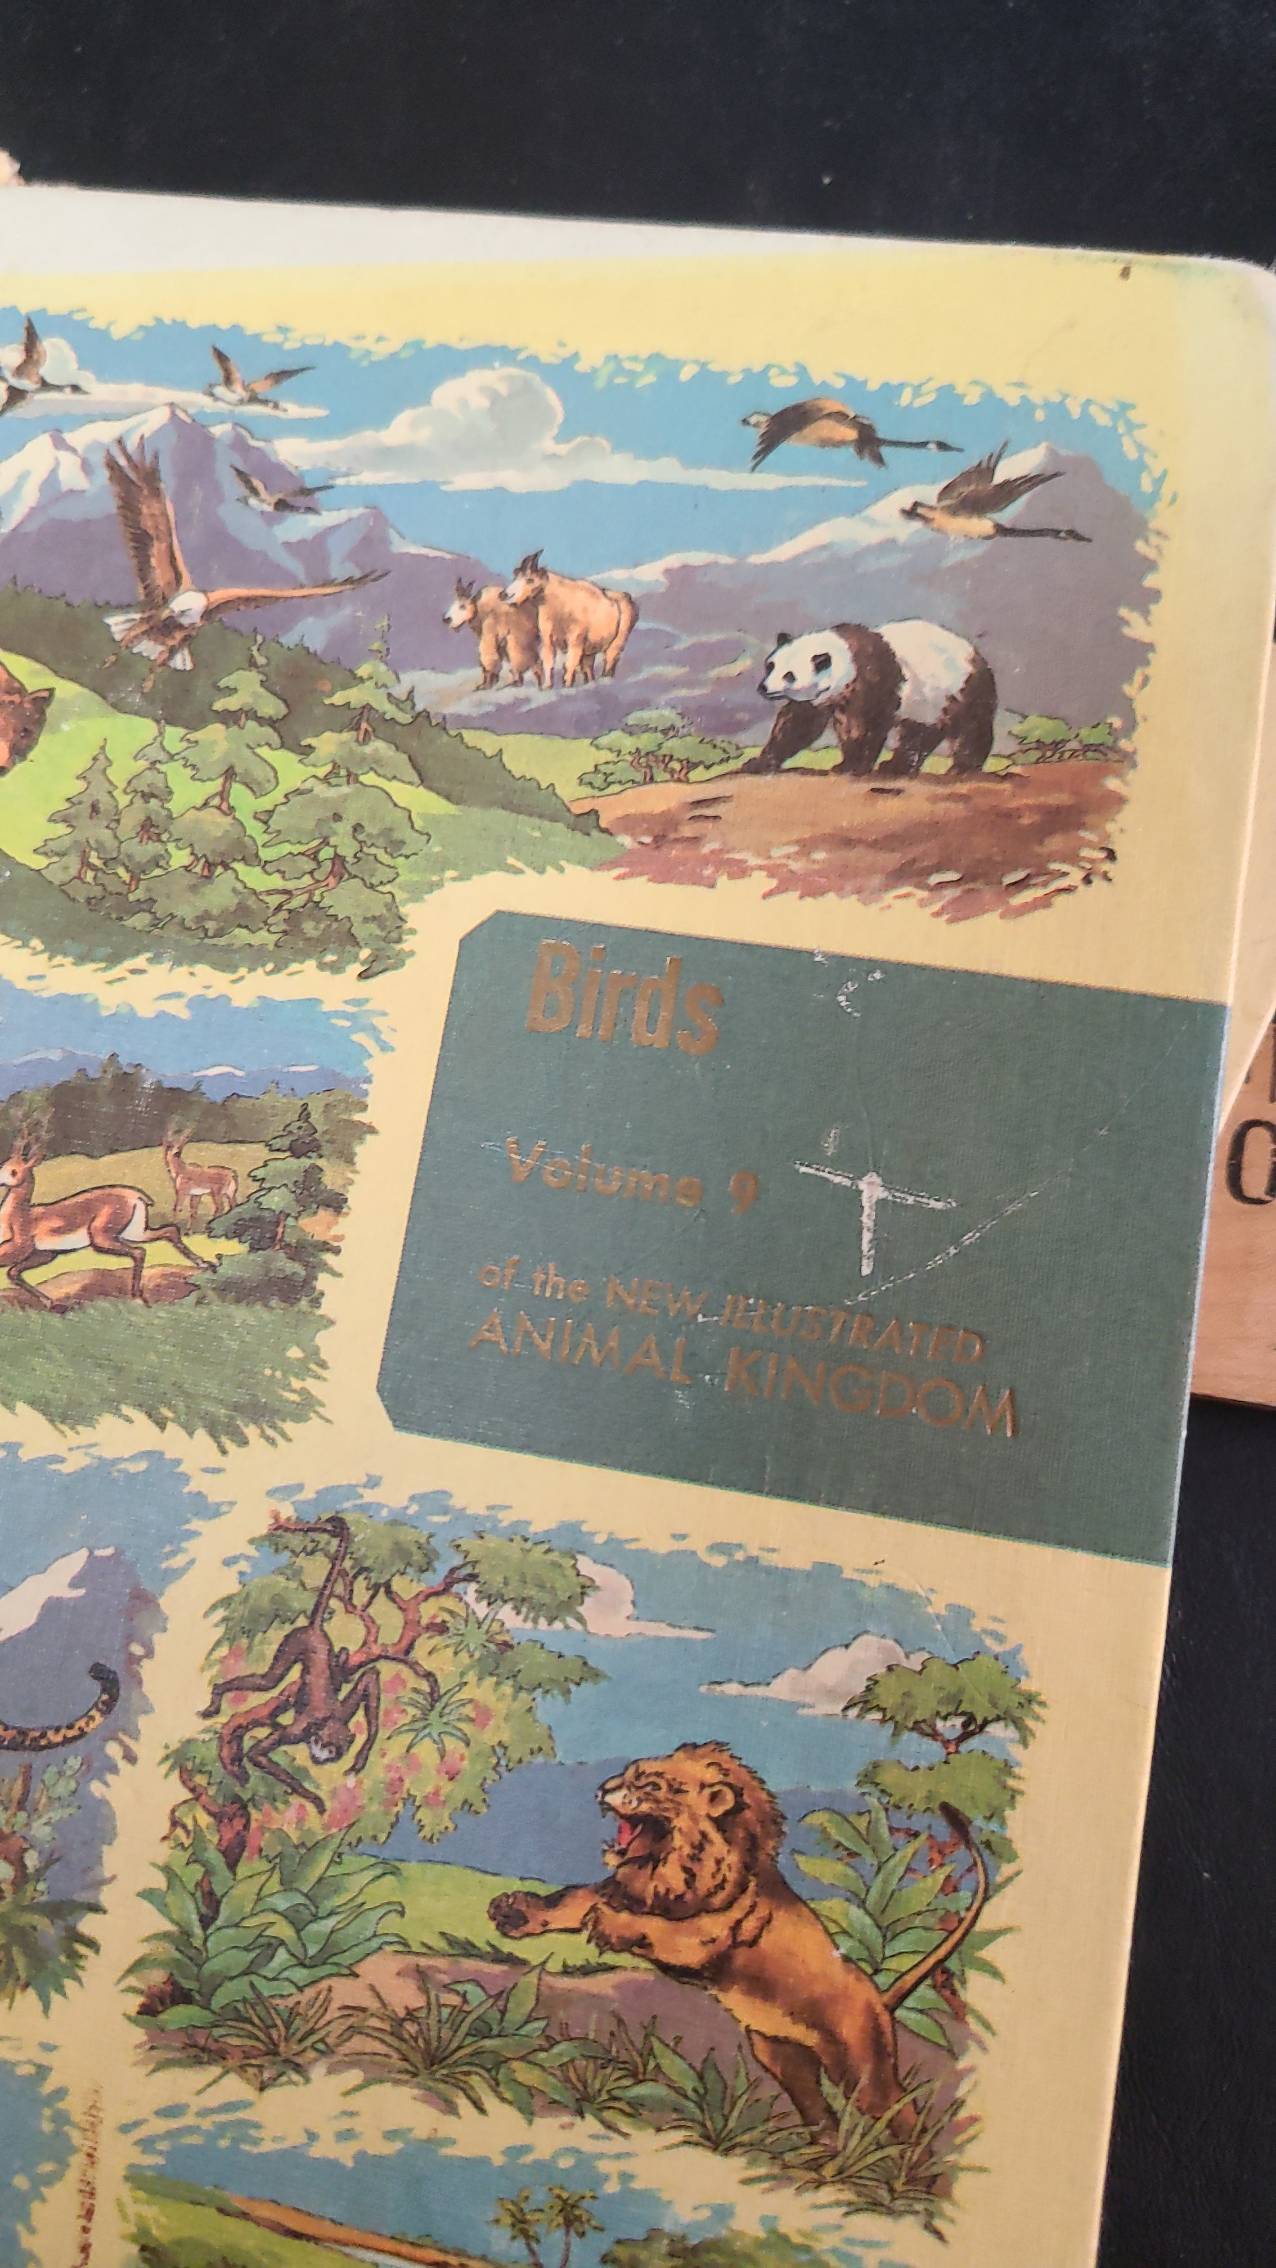 Birds
Volume 9
of the NEW ILLUSTRATED
ANIMAL KINGDOM